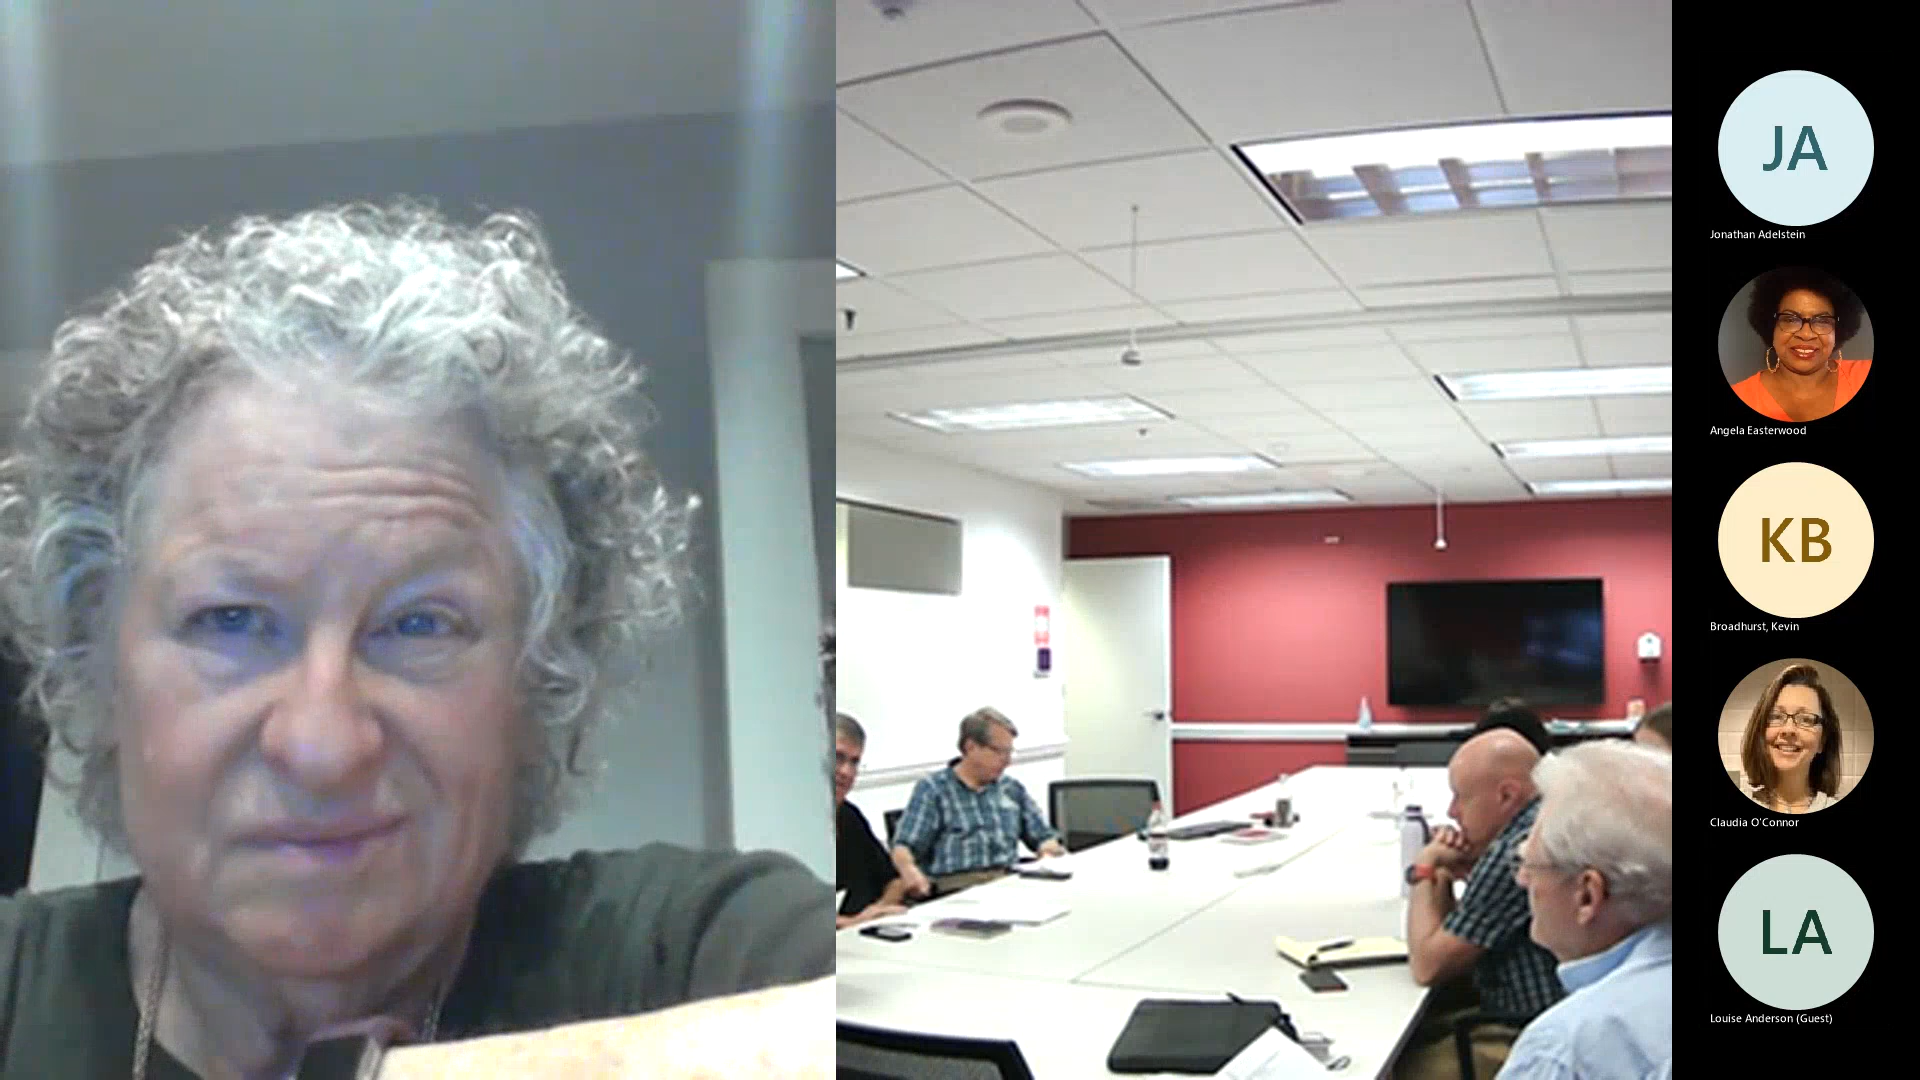 JA
Jonathan Adelstein
Angela Easterwood
KB
Broadhurst, Kevin
Claudia O'Connor
LA
Louise Anderson (Guest)